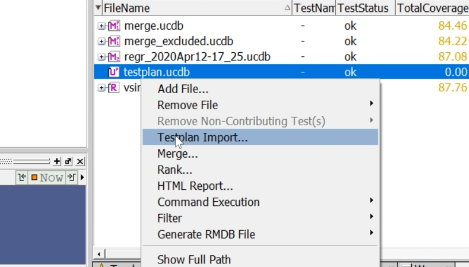 FileName TestNam TestStatus TotalCoverage
merge.ucdb - ok 84.46
merge_excluded.ucdb - ok 84.22
regr_2020Apr12-17_25.ucdb - ok 87.08
testplan.ucdb - ok 0.00
vsir 87.76
Add File...
Remove File
Remove Non-Contributing Test(s)
Testplan Import...
Merge...
Rank...
HTML Report...
Command Execution
Filter
Generate RMDB File
Show Full Path
Now